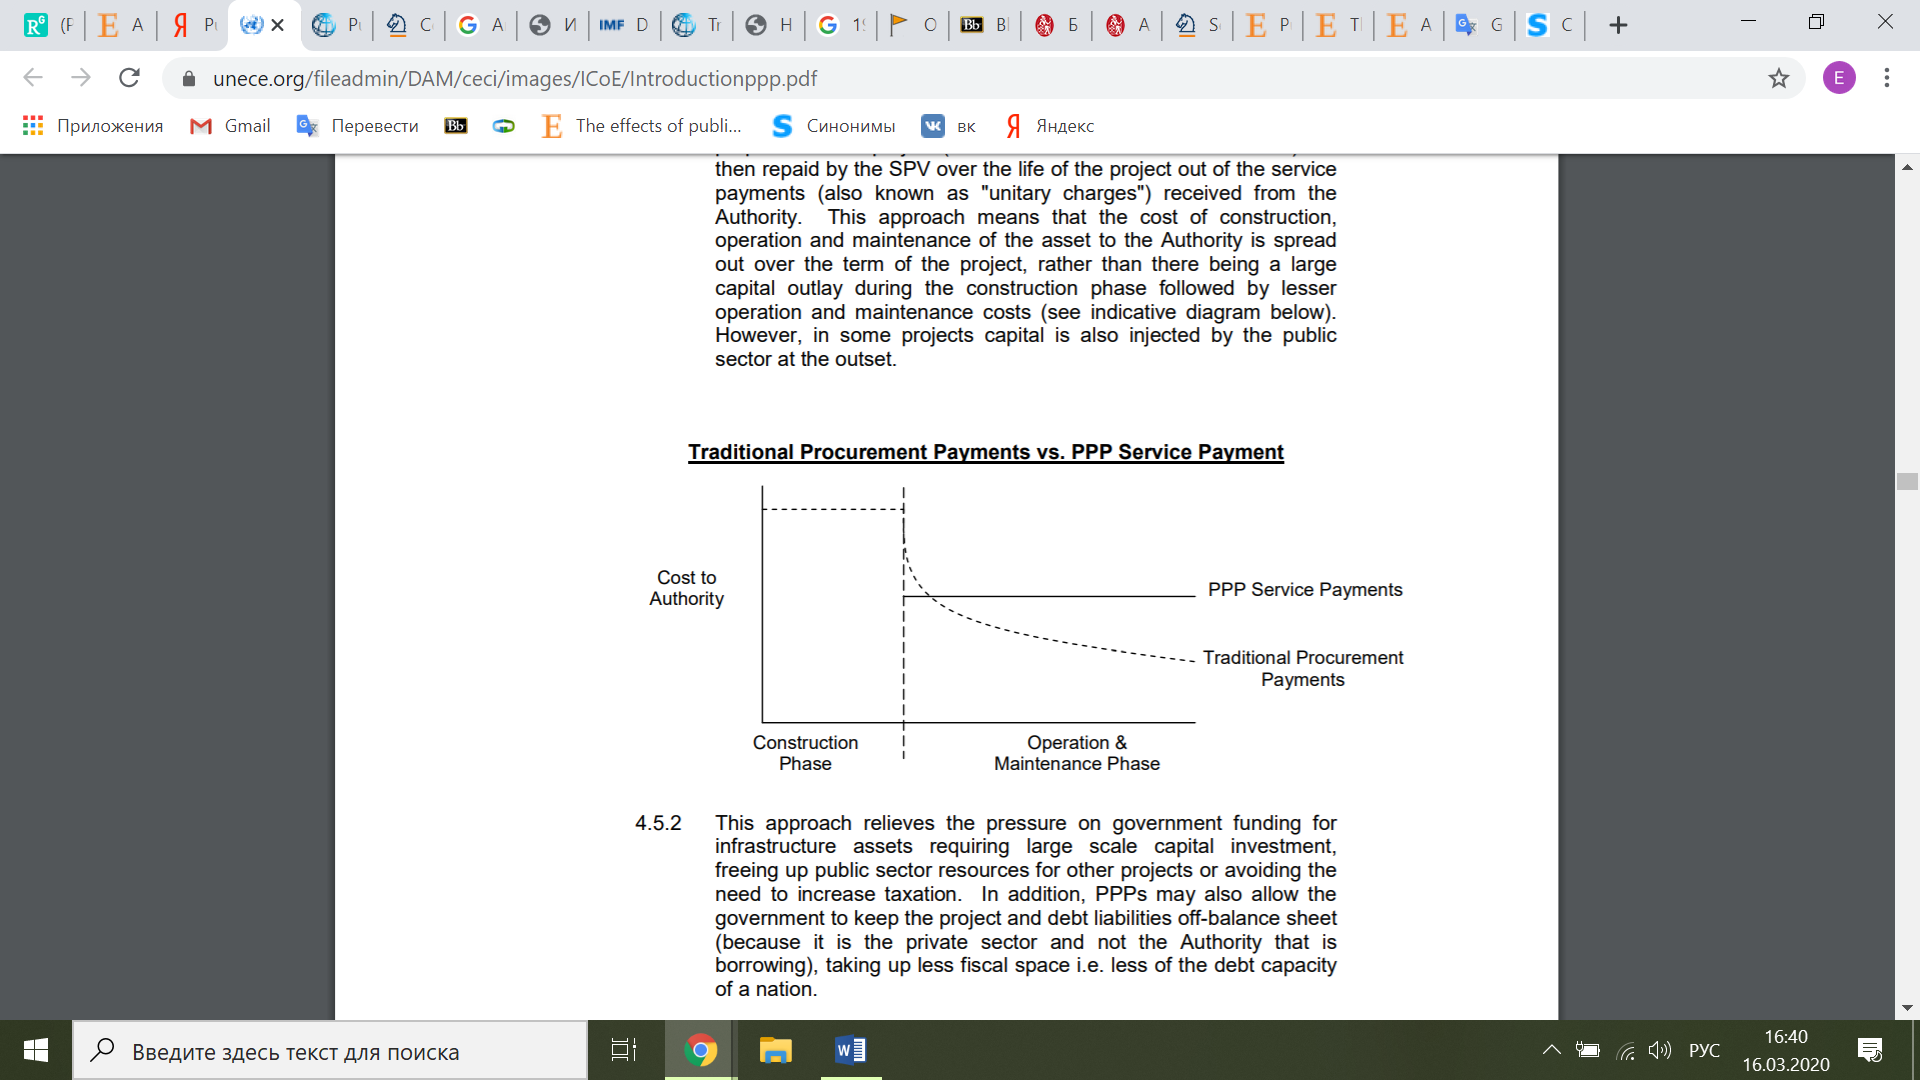 (F
A
Рι
Pι
C
A
И
IMF D
Tr
Н
19
O
Bb Bl
Б
А
S
P
Tl
A
G
S C
unece.org/fileadmin/DAM/ceci/images/ICoE/Introductionppp.pdf
E
Приложения Gmail Перевести Bb The effects of publi... Синонимы вк Яндекс
then repaid by the SPV over the life of the project out of the service
payments (also known as "unitary charges") received from the
Authority. This approach means that the cost of construction,
operation and maintenance of the asset to the Authority is spread
out over the term of the project, rather than there being a large
capital outlay during the construction phase followed by lesser
operation and maintenance costs (see indicative diagram below).
However, in some projects capital is also injected by the public
sector at the outset.
Traditional Procurement Payments vs. PPP Service Payment
Cost to
Authority
PPP Service Payments
Traditional Procurement
Payments
Construction
Phase
Operation &
Maintenance Phase
4.5.2 This approach relieves the pressure on government funding for
infrastructure assets requiring large scale capital investment,
freeing up public sector resources for other projects or avoiding the
need to increase taxation. In addition, PPPs may also allow the
government to keep the project and debt liabilities off-balance sheet
(because it is the private sector and not the Authority that is
borrowing), taking up less fiscal space i.e. less of the debt capacity
of a nation.
Введите здесь текст для поиска
РУС
16:40
16.03.2020